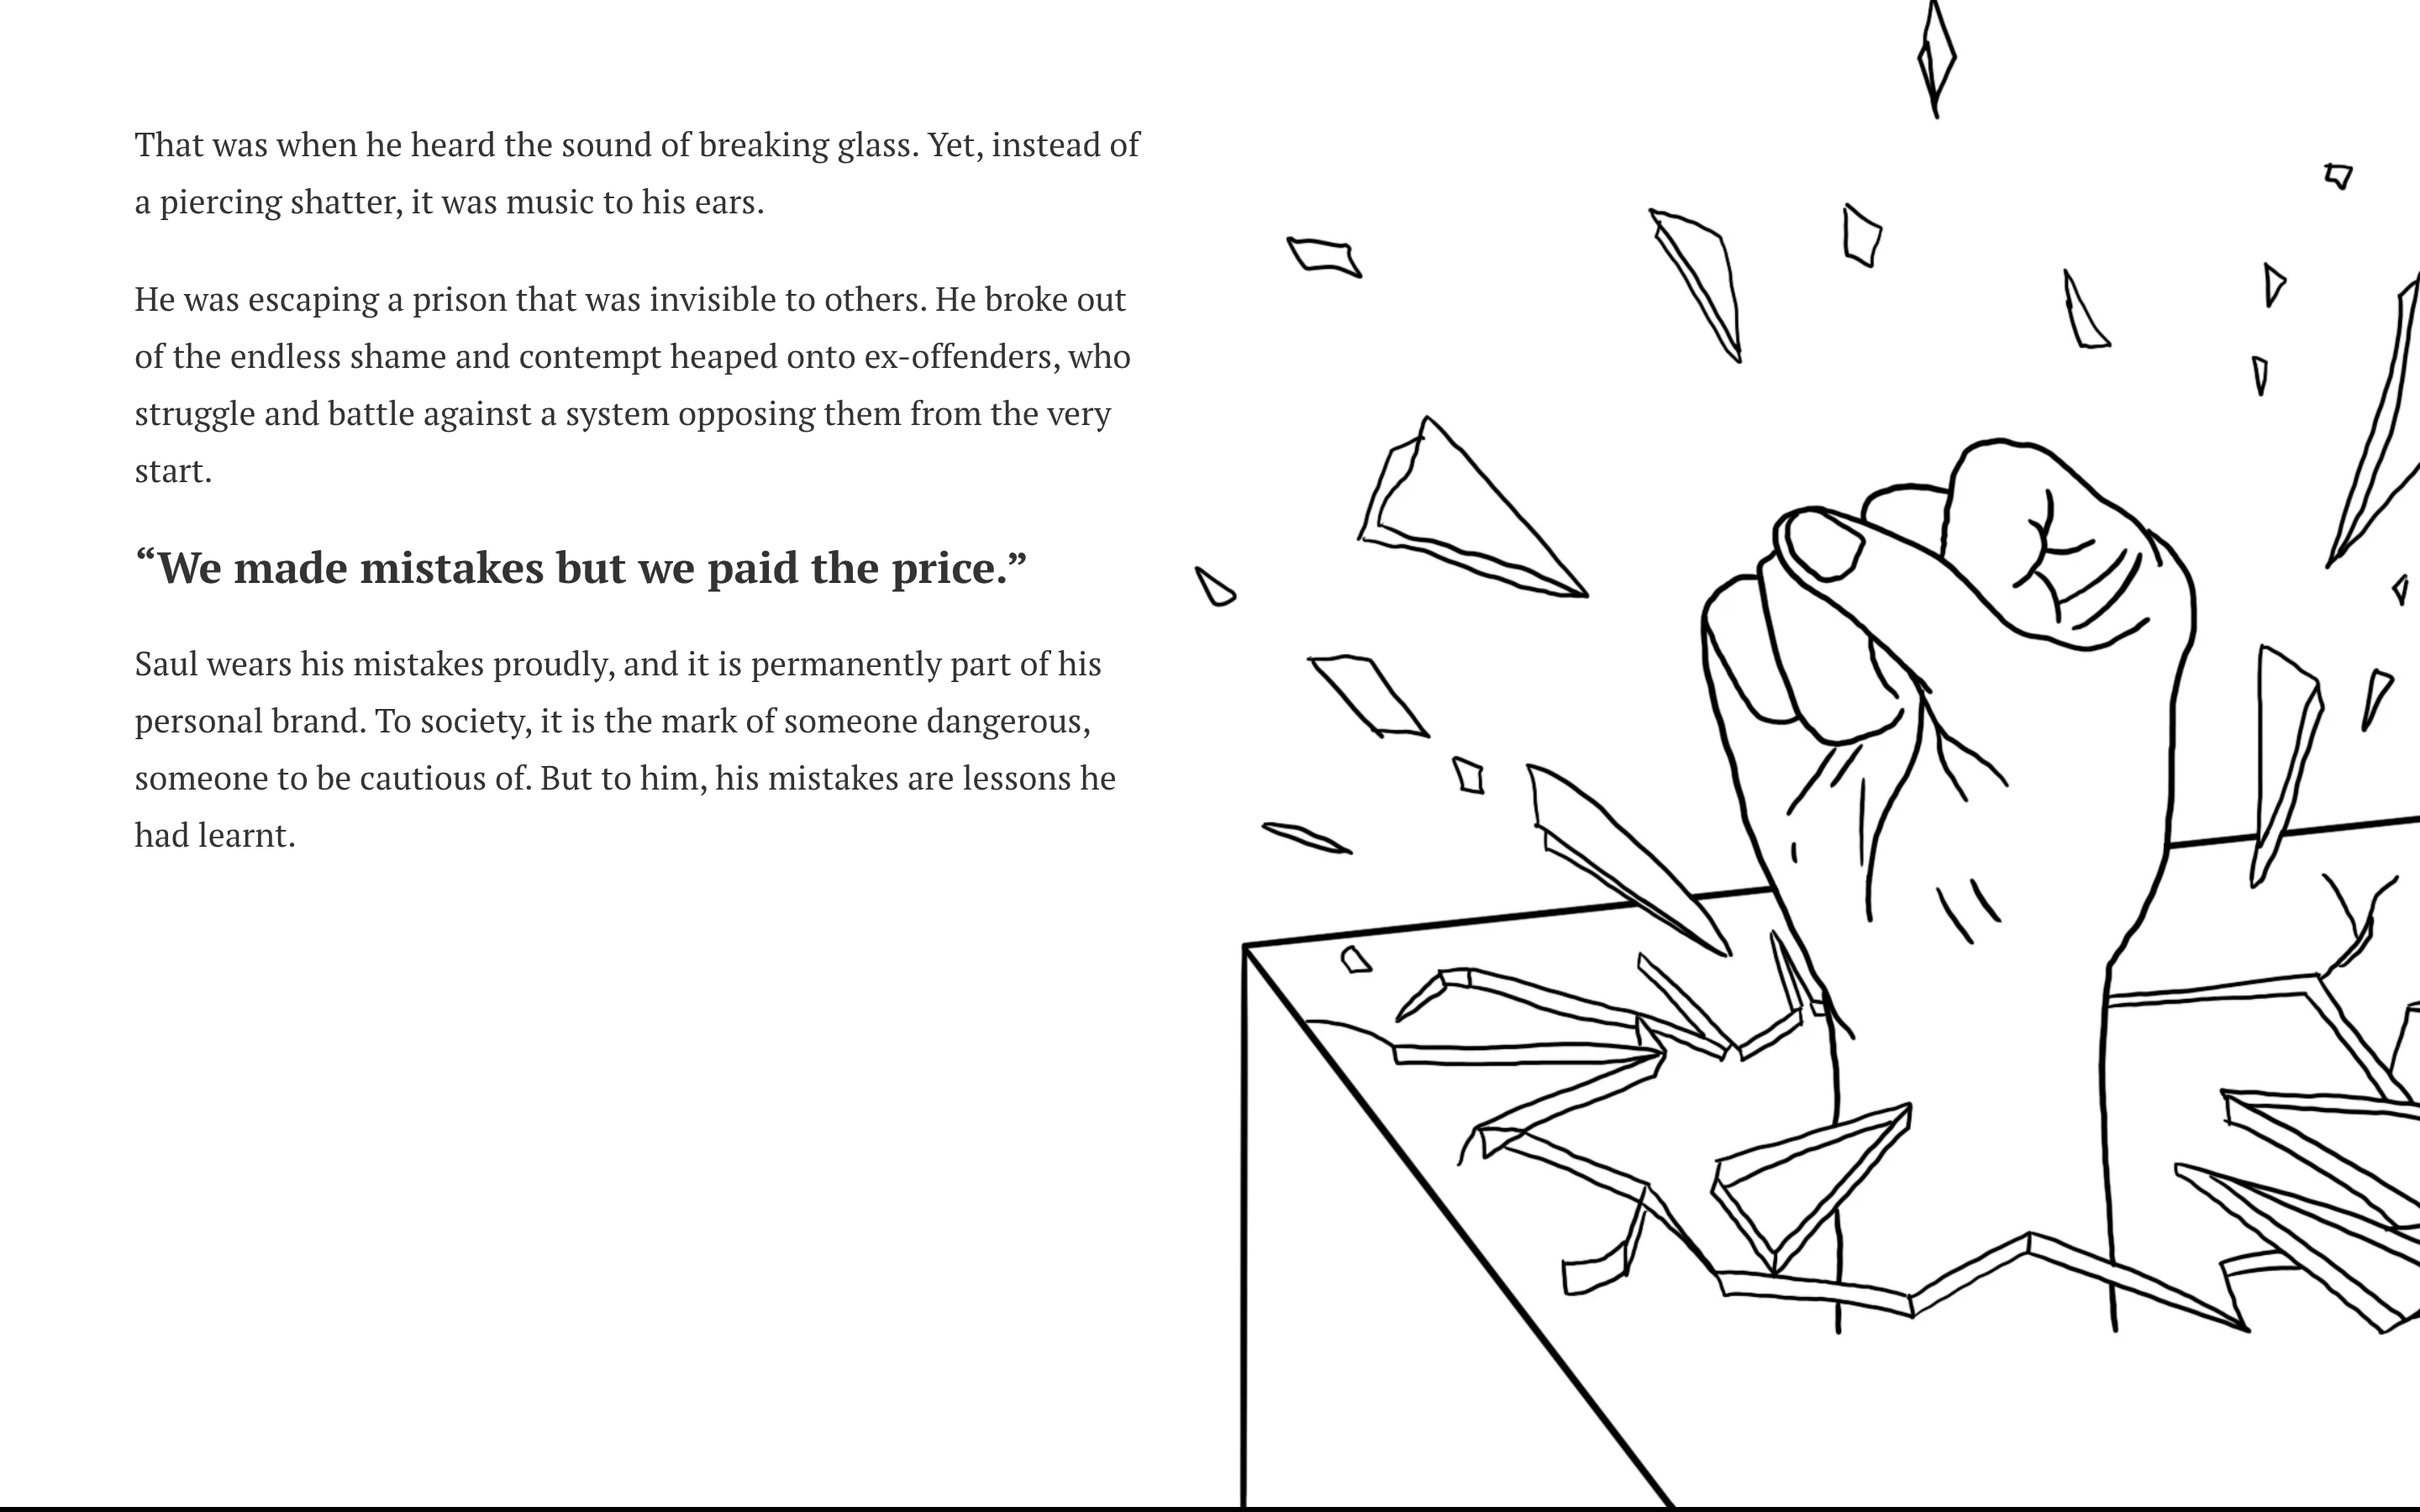 That was when he heard the sound of breaking glass. Yet, instead of
a piercing shatter, it was music to his ears.
He was escaping a prison that was invisible to others. He broke out
of the endless shame and contempt heaped onto ex-offenders, who
struggle and battle against a system opposing them from the very
start.
“We made mistakes but we paid the price.”
Saul wears his mistakes proudly, and it is permanently part of his
personal brand. To society, it is the mark of someone dangerous,
someone to be cautious of. But to him, his mistakes are lessons he
had learnt.